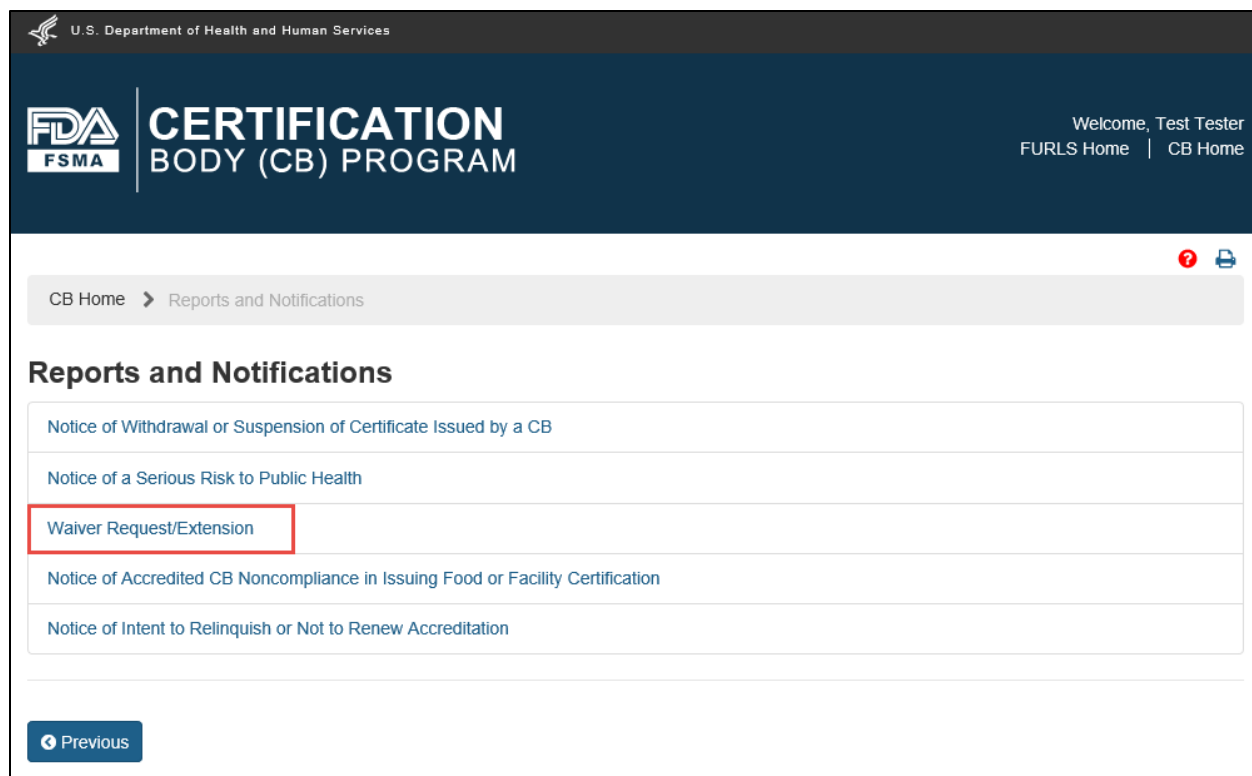 U.S. Department of Health and Human Services
FDA
FSMA
CERTIFICATION
BODY (CB) PROGRAM
Welcome, Test Tester
FURLS Home | CB Home
?
CB Home > Reports and Notifications
Reports and Notifications
Notice of Withdrawal or Suspension of Certificate Issued by a CB
Notice of a Serious Risk to Public Health
Waiver Request/Extension
Notice of Accredited CB Noncompliance in Issuing Food or Facility Certification
Notice of Intent to Relinquish or Not to Renew Accreditation
Previous